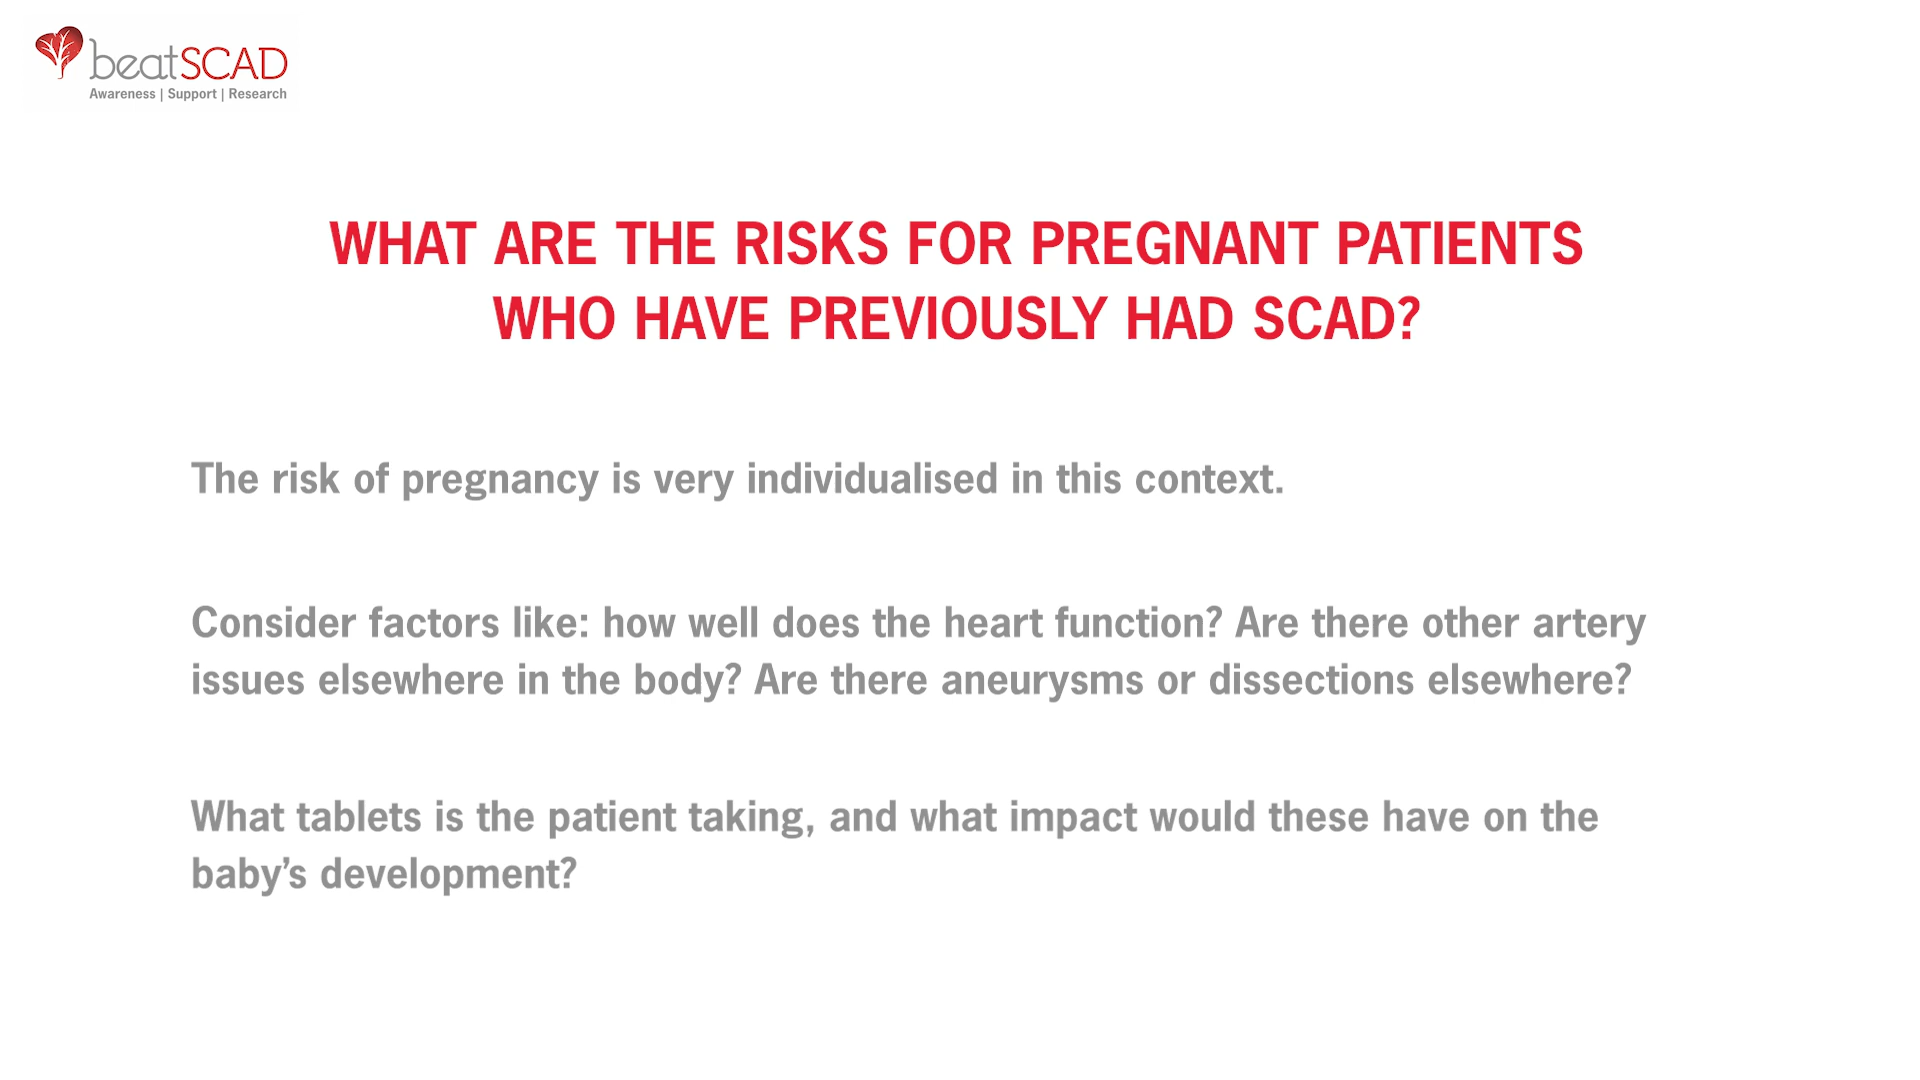 beatSCAD
Awareness | Support | Research
WHAT ARE THE RISKS FOR PREGNANT PATIENTS
WHO HAVE PREVIOUSLY HAD SCAD?
The risk of pregnancy is very individualised in this context.
Consider factors like: how well does the heart function? Are there other artery
issues elsewhere in the body? Are there aneurysms or dissections elsewhere?
What tablets is the patient taking, and what impact would these have on the
baby’s development?